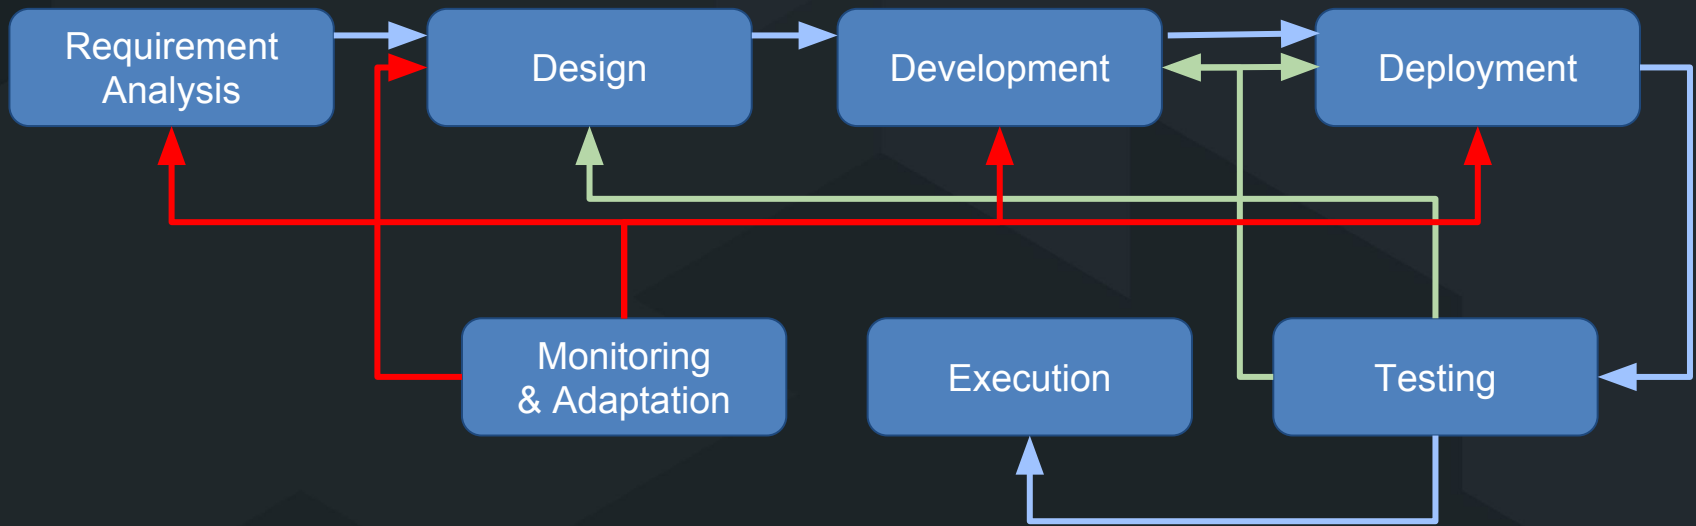 Requirement
Analysis
Design
Development
Deployment
Monitoring
& Adaptation
Execution
Testing